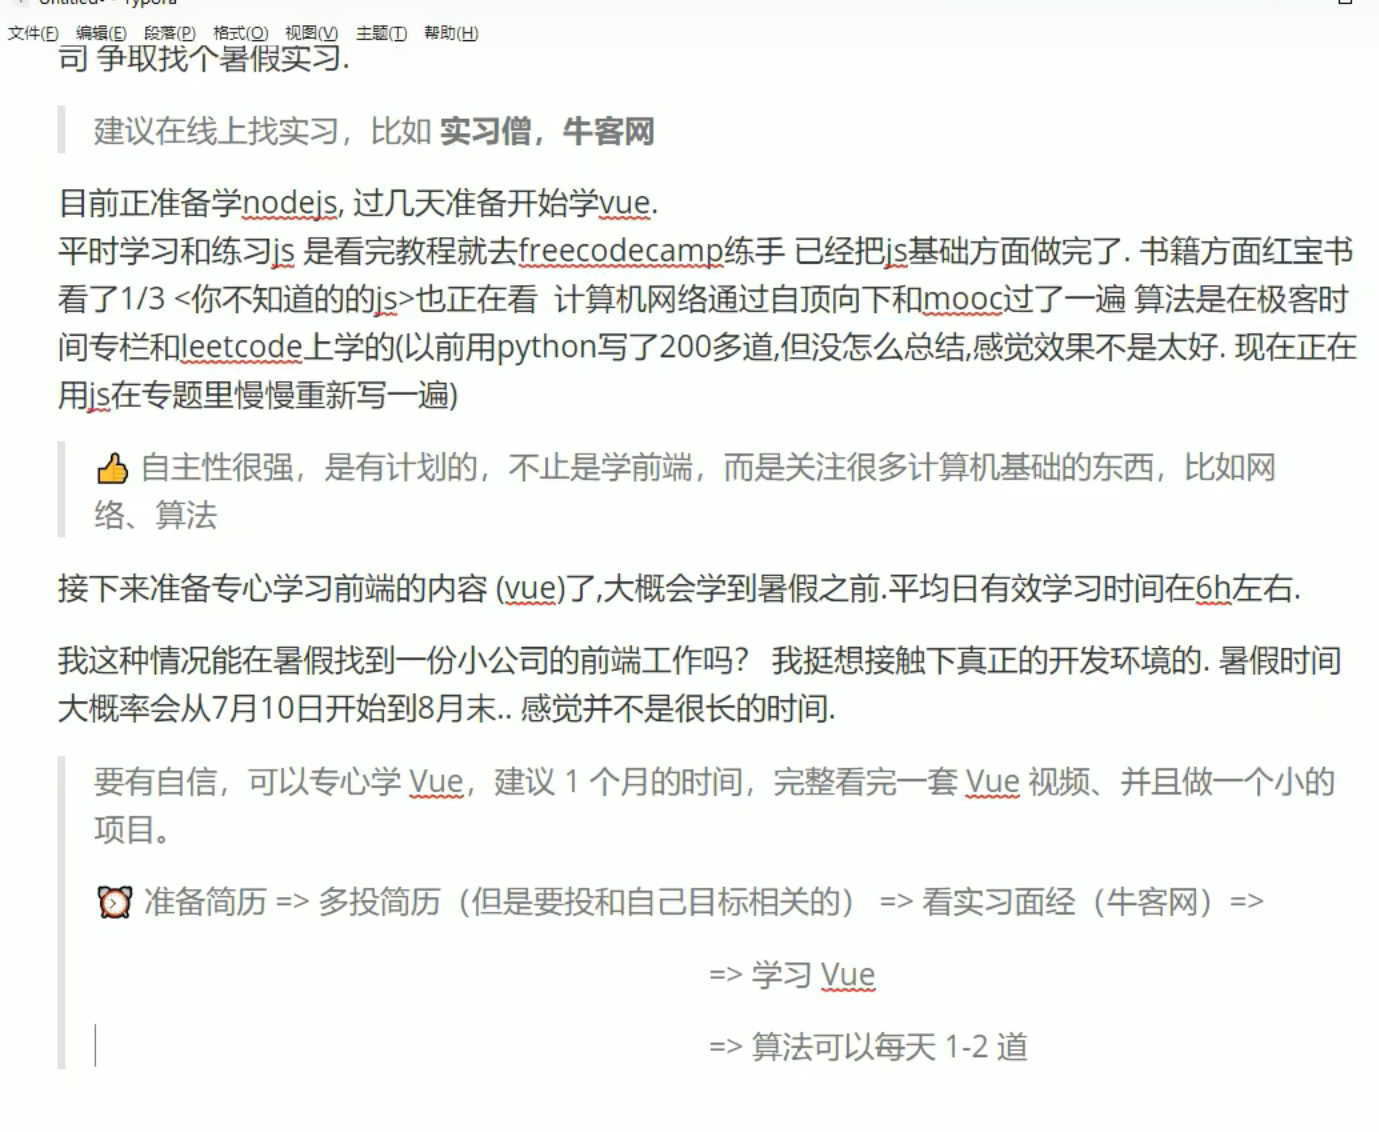 Untitled• - Typora
文件(F) 编辑(E) 段落(P) 格式(O) 视图(V) 主题(T) 帮助(H)
司 争取找个暑假实习.
建议在线上找实习，比如 实习僧，牛客网
目前正准备学nodejs, 过几天准备开始学vue.
平时学习和练习js 是看完教程就去freecodecamp练手 已经把js基础方面做完了. 书籍方面红宝书
看了1/3 <你不知道的的js>也正在看 计算机网络通过自顶向下和mooc过了一遍 算法是在极客时
间专栏和leetcode上学的(以前用python写了200多道,但没怎么总结,感觉效果不是太好. 现在正在
用js在专题里慢慢重新写一遍)
👍 自主性很强，是有计划的，不止是学前端，而是关注很多计算机基础的东西，比如网
络、算法
接下来准备专心学习前端的内容 (vue)了,大概会学到暑假之前.平均日有效学习时间在6h左右.
我这种情况能在暑假找到一份小公司的前端工作吗？ 我挺想接触下真正的开发环境的. 暑假时间
大概率会从7月10日开始到8月末.. 感觉并不是很长的时间.
要有自信，可以专心学 Vue，建议 1 个月的时间，完整看完一套 Vue 视频、并且做一个小的
项目。
⏰ 准备简历 => 多投简历（但是要投和自己目标相关的） => 看实习面经（牛客网）=>
=> 学习 Vue
=> 算法可以每天 1-2 道